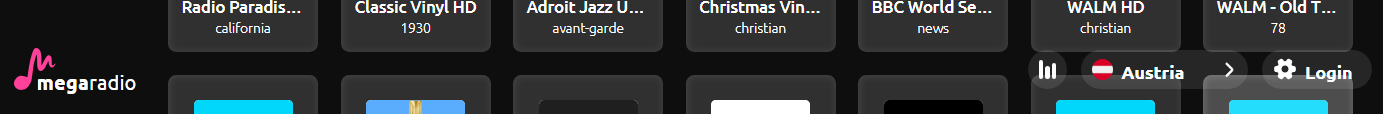 Radio Paradis... Classic Vinyl HD Adroit Jazz U... Christmas Vin... BBC World Se... WALM HD WALM - Old T...
california 1930 avant-garde christian news christian 78
megaradio Austria Login